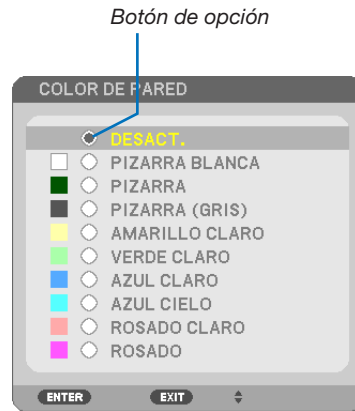 Botón de opción
COLOR DE PARED
DESACT.
PIZARRA BLANCA
PIZARRA
PIZARRA (GRIS)
AMARILLO CLARO
VERDE CLARO
AZUL CLARO
AZUL CIELO
ROSADO CLARO
ROSADO
ENTER EXIT